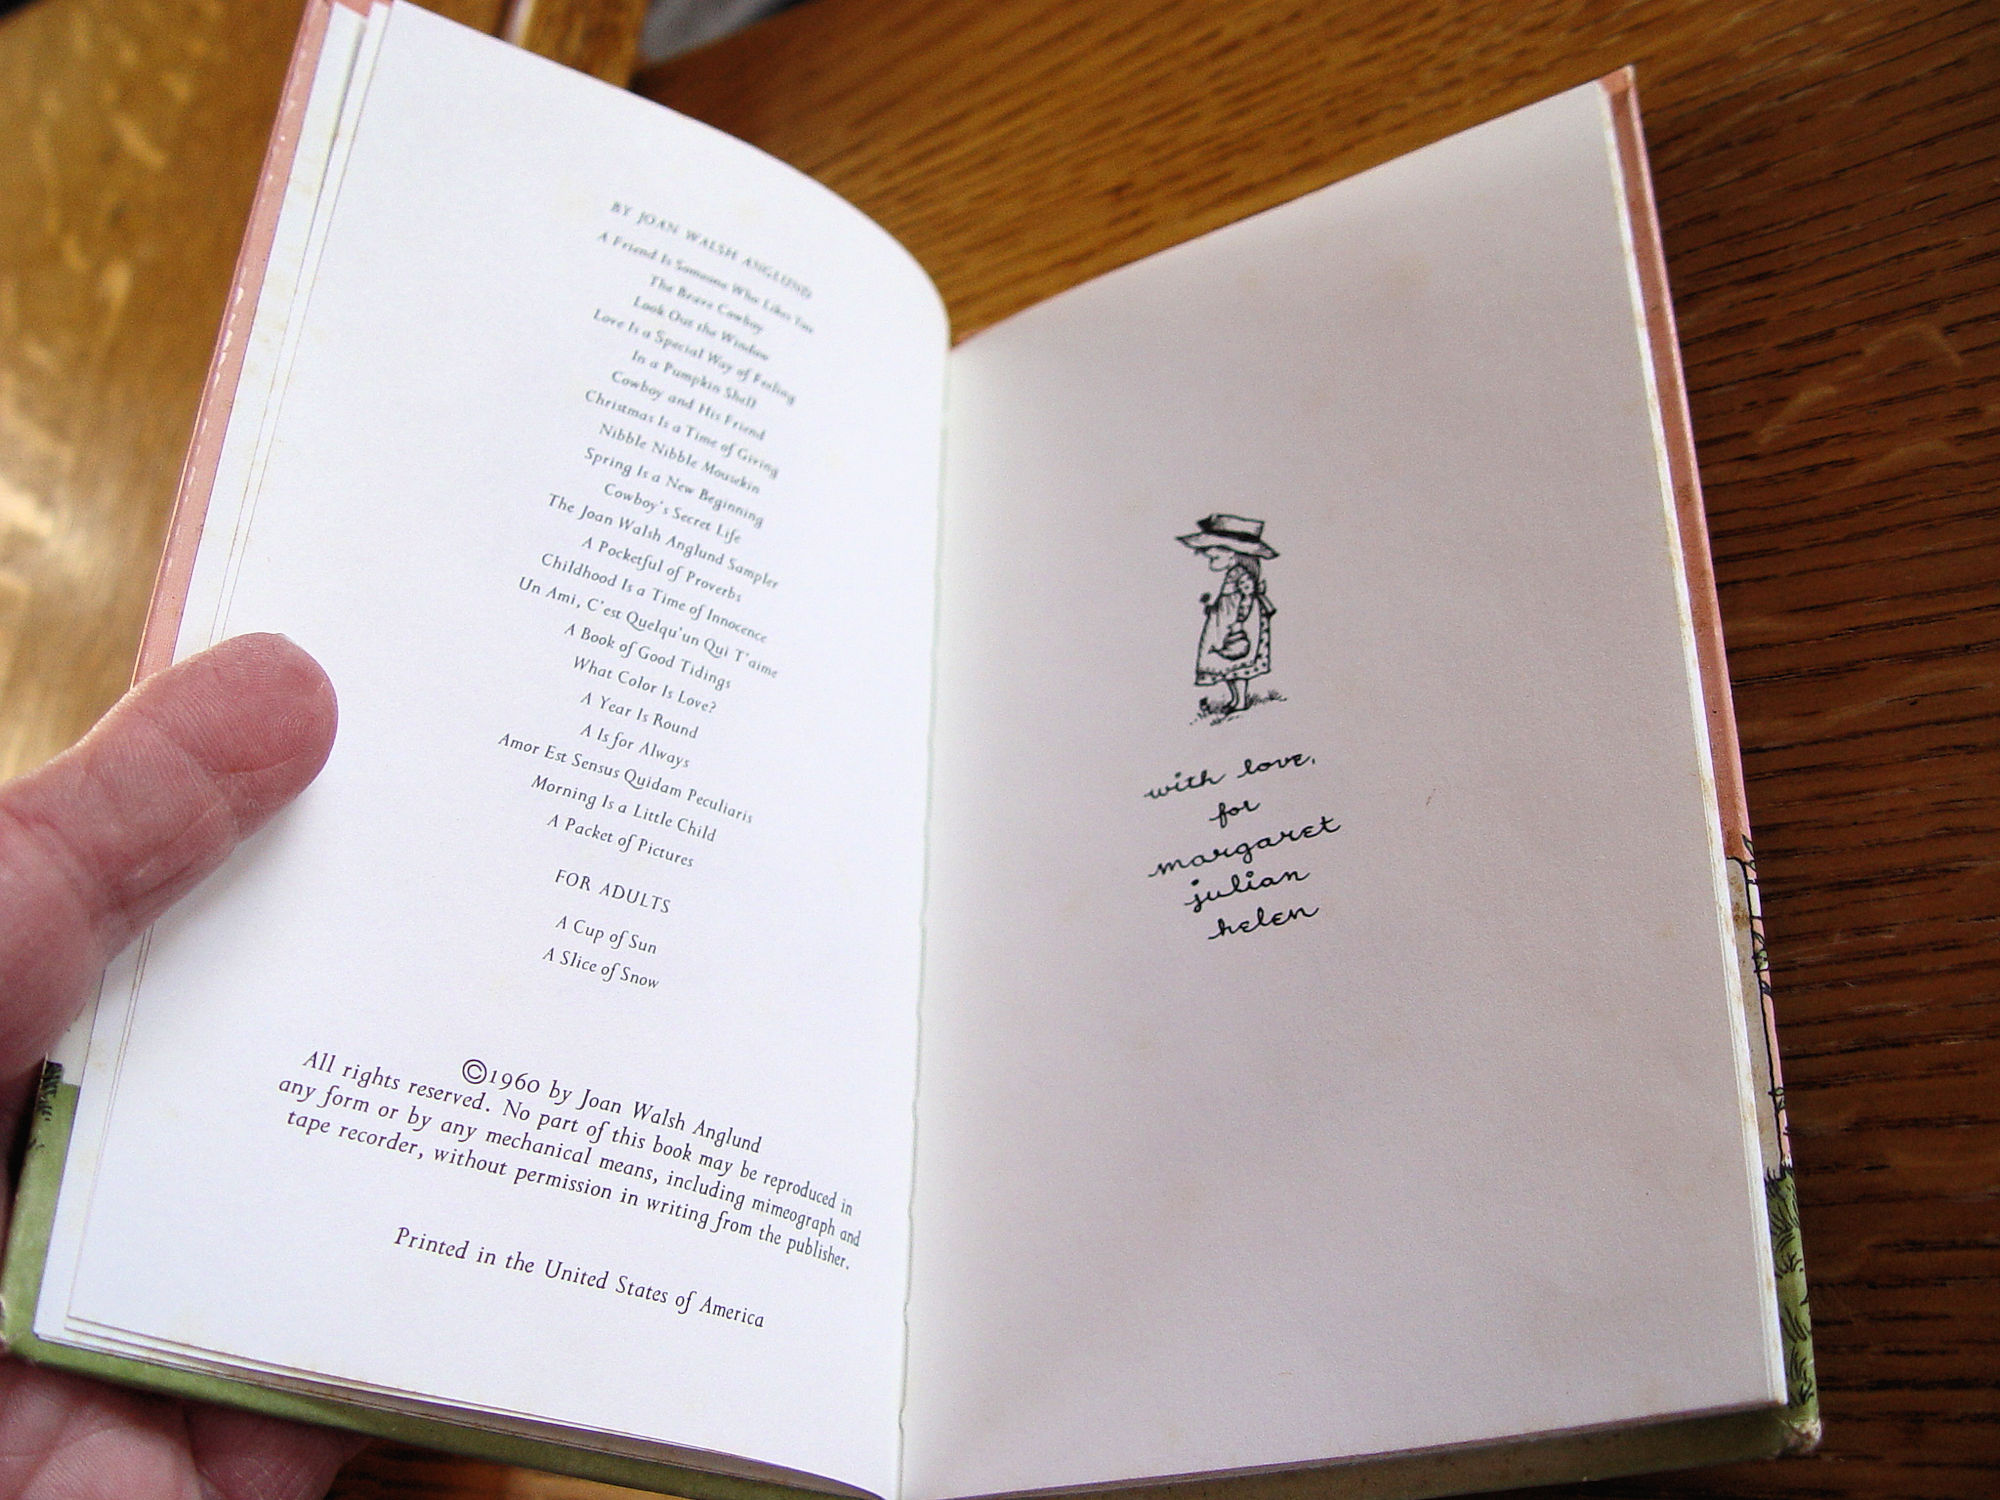 BY JOAN WALSH ANGLUND
A Friend Is Someone Who Likes You
The Brave Cowboy
Look Out the Window
Love Is a Special Way of Feeling
In a Pumpkin Shell
Cowboy and His Friend
Christmas Is a Time of Giving
Nibble Nibble Mousekin
Spring Is a New Beginning
Cowboy's Secret Life
The Joan Walsh Anglund Sampler
A Pocketful of Proverbs
Childhood Is a Time of Innocence
Un Ami, C'est Quelqu'un Qui T'aime
A Book of Good Tidings
What Color Is Love?
A Year Is Round
A Is for Always
Amor Est Sensus Quidam Peculiaris
Morning Is a Little Child
A Packet of Pictures
FOR ADULTS
A Cup of Sun
A Slice of Snow
©1960 by Joan Walsh Anglund
All rights reserved. No part of this book may be reproduced in
any form or by any mechanical means, including mimeograph and
tape recorder, without permission in writing from the publisher.
Printed in the United States of America
with love,
for
margaret
julian
helen